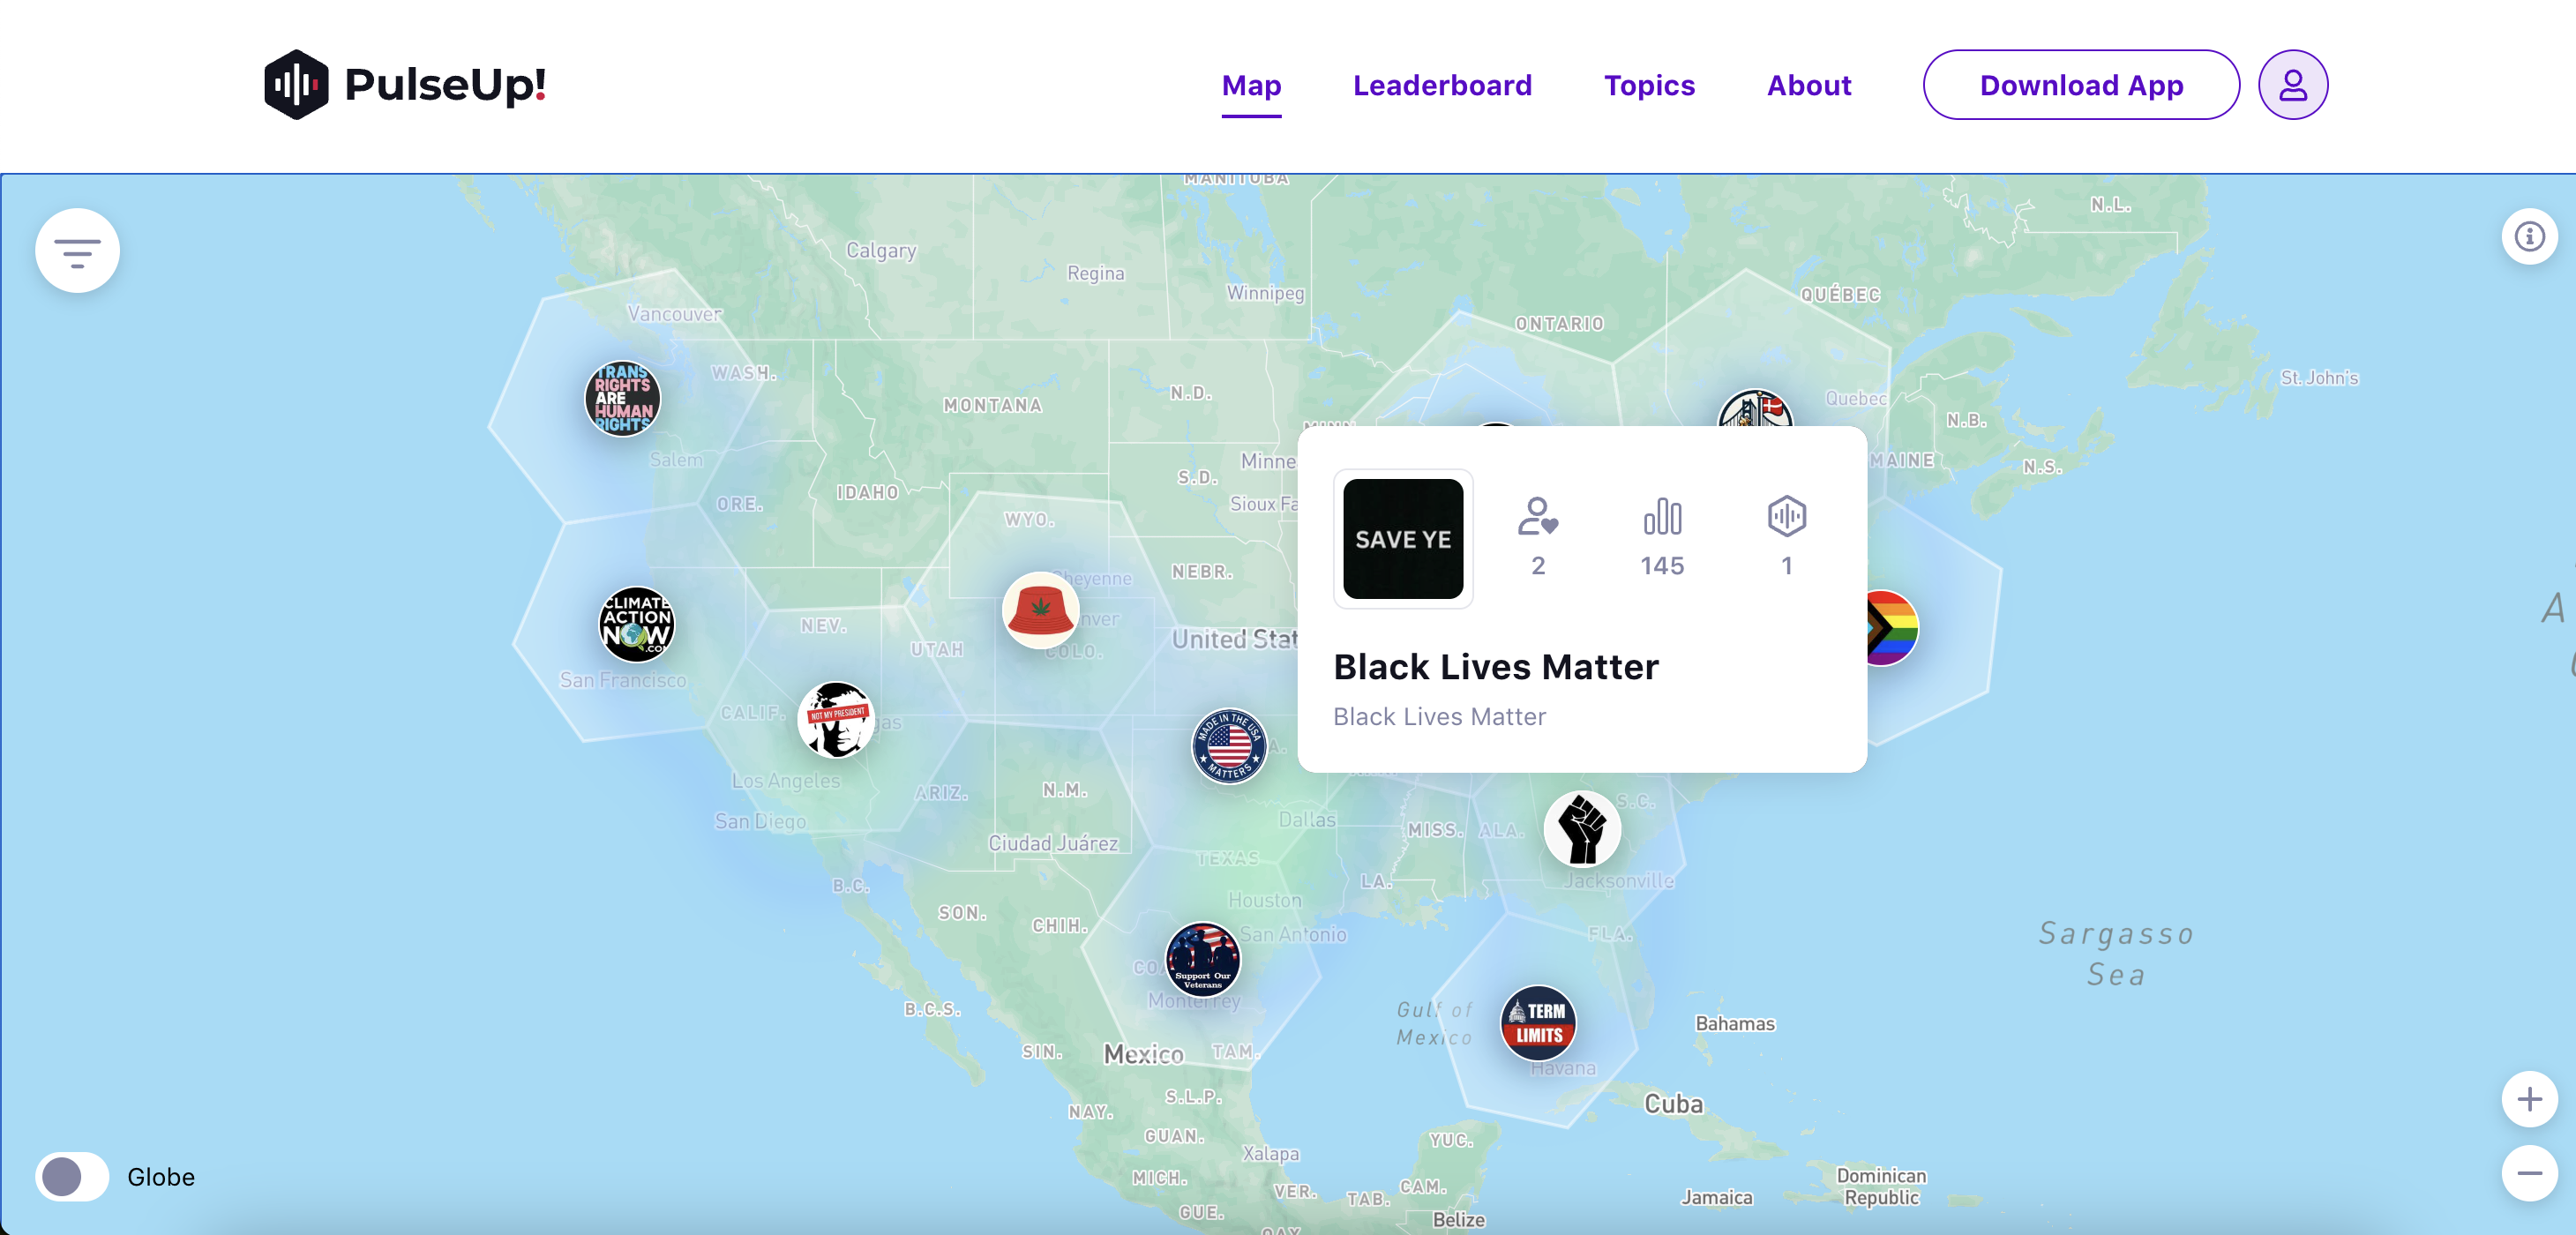 PulseUp!
Map
Leaderboard
Topics
About
Download App
MANITOBA
N.L.
Calgary
Regina
Winnipeg
QUÉBEC
Vancouver
ONTARIO
TRANS
RIGHTS
ARE
HUMAN
RIGHTS
WASH.
St. John's
MONTANA
N.D.
Quebec
N.B.
Salem
Minne
MAINE
N.S.
IDAHO
S.D.
ORE.
Sioux Fa
WYO.
SAVE YE
2
145
1
NEBR.
Cheyenne
CLIMATE
ACTION
NOW
.COM
NEV.
UTAH
COLO.
United Stat
A
Black Lives Matter
Black Lives Matter
San Francisco
CALIF.
NOT MY PRESIDENT
gas
MADE IN THE USA
MATTERS
Los Angeles
ARIZ.
N.M.
San Diego
Dallas
MISS.
ALA.
S.C.
Ciudad Juárez
TEXAS
B.C.
LA.
Jacksonville
Houston
SON.
CHIH.
San Antonio
FLA.
Sargasso
Sea
Support Our
Veterans
Monterrey
B.C.S.
Gulf of
Mexico
TERM
LIMITS
Bahamas
SIN.
Mexico
TAM.
Havana
S.L.P.
Cuba
NAY.
GUAN.
YUC.
Xalapa
Globe
MICH.
VER.
TAB.
CAM.
Jamaica
Dominican
Republic
GUE.
Belize